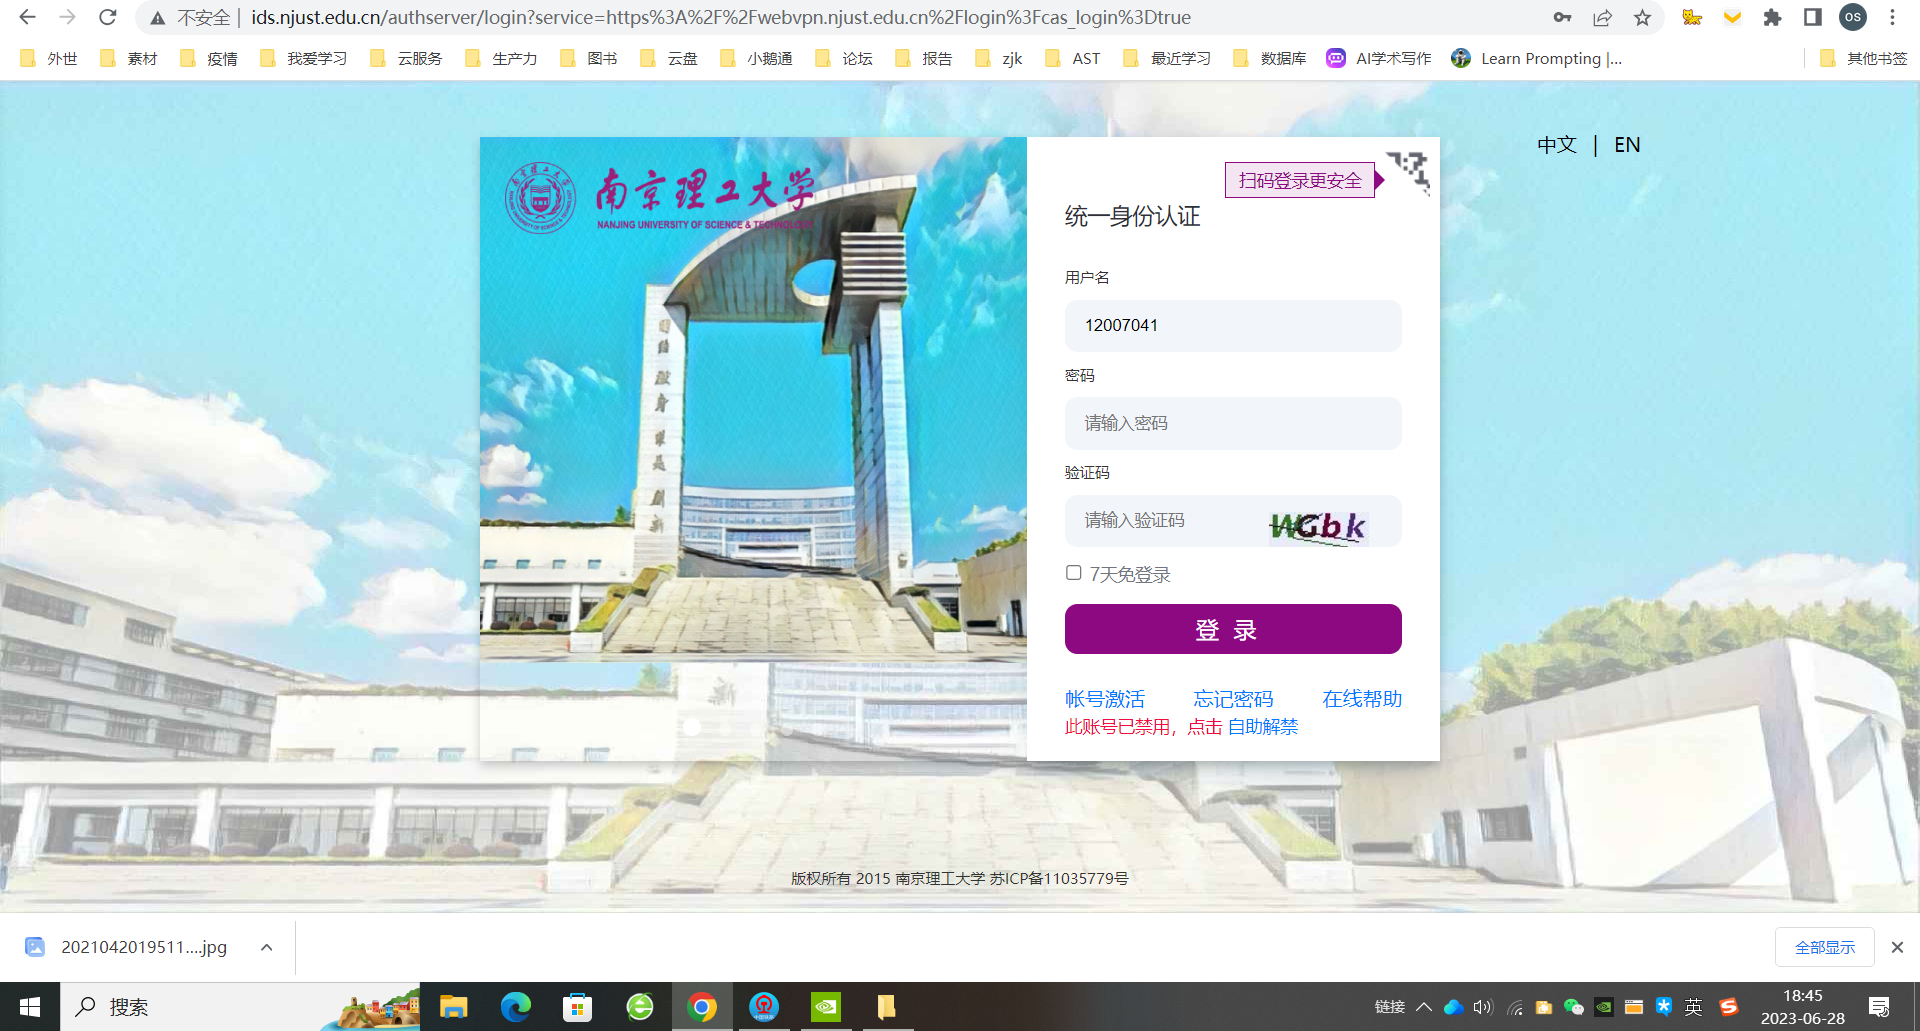 不安全 | ids.njust.edu.cn/authserver/login?service=https%3A%2F%2Fwebvpn.njust.edu.cn%2Flogin%3Fcas_login%3Dtrue
OS
外世 素材 疫情 我爱学习 云服务 生产力 图书 云盘 小鹅通 论坛 报告 zjk AST 最近学习 数据库 AI学术写作 Learn Prompting |... 其他书签
中文 | EN
南京理工大学
NANJING UNIVERSITY OF SCIENCE & TECHNOLOGY
扫码登录更安全
统一身份认证
用户名
12007041
密码
请输入密码
验证码
请输入验证码 WGbk
7天免登录
登 录
帐号激活 忘记密码 在线帮助
此账号已禁用，点击 自助解禁
版权所有 2015 南京理工大学 苏ICP备11035779号
2021042019511....jpg
全部显示
搜索
链接
英
18:45
2023-06-28